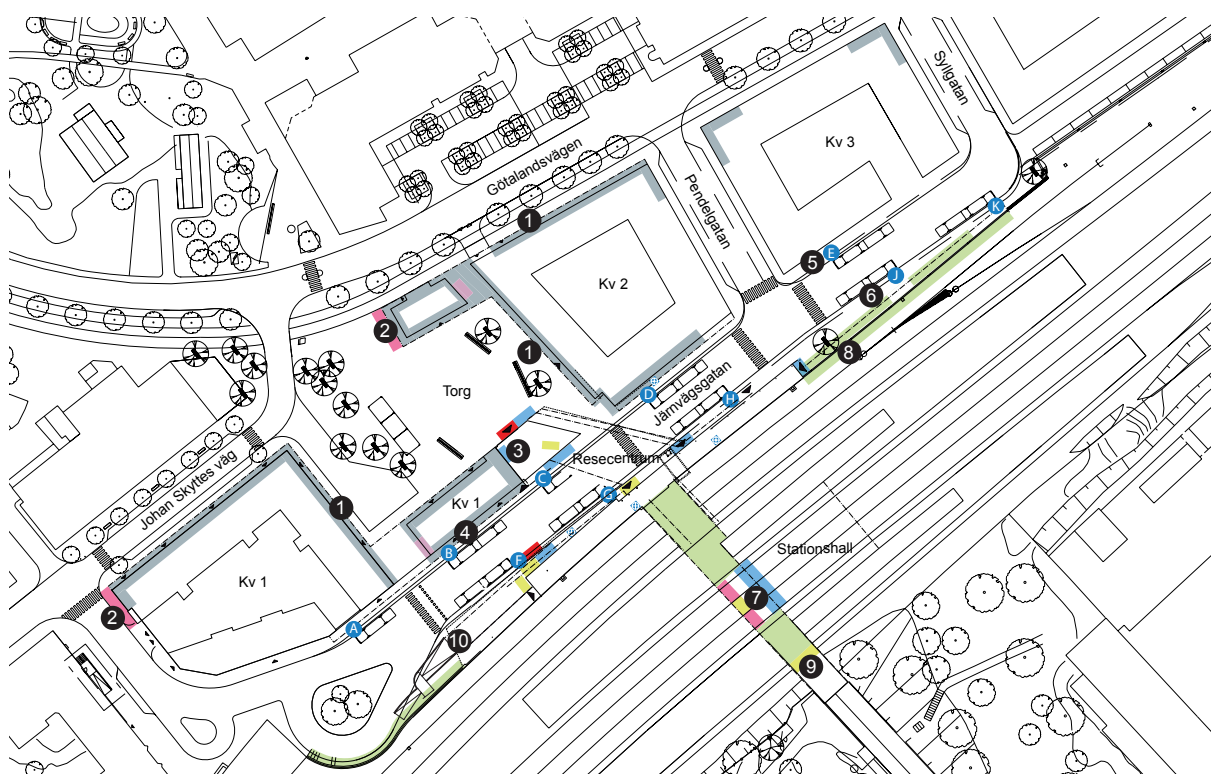 Syllgatan
Kv 3
Götalandsvägen
Pendelgatan
1
K
E
5
J
6
Kv 2
2
1
8
Torg
D
Järnvägsgatan
H
3
Resecentrum
Johan Skyttes väg
C
G
1
Kv 1
4
B
F
Stationshall
Kv 1
7
2
A
10
9